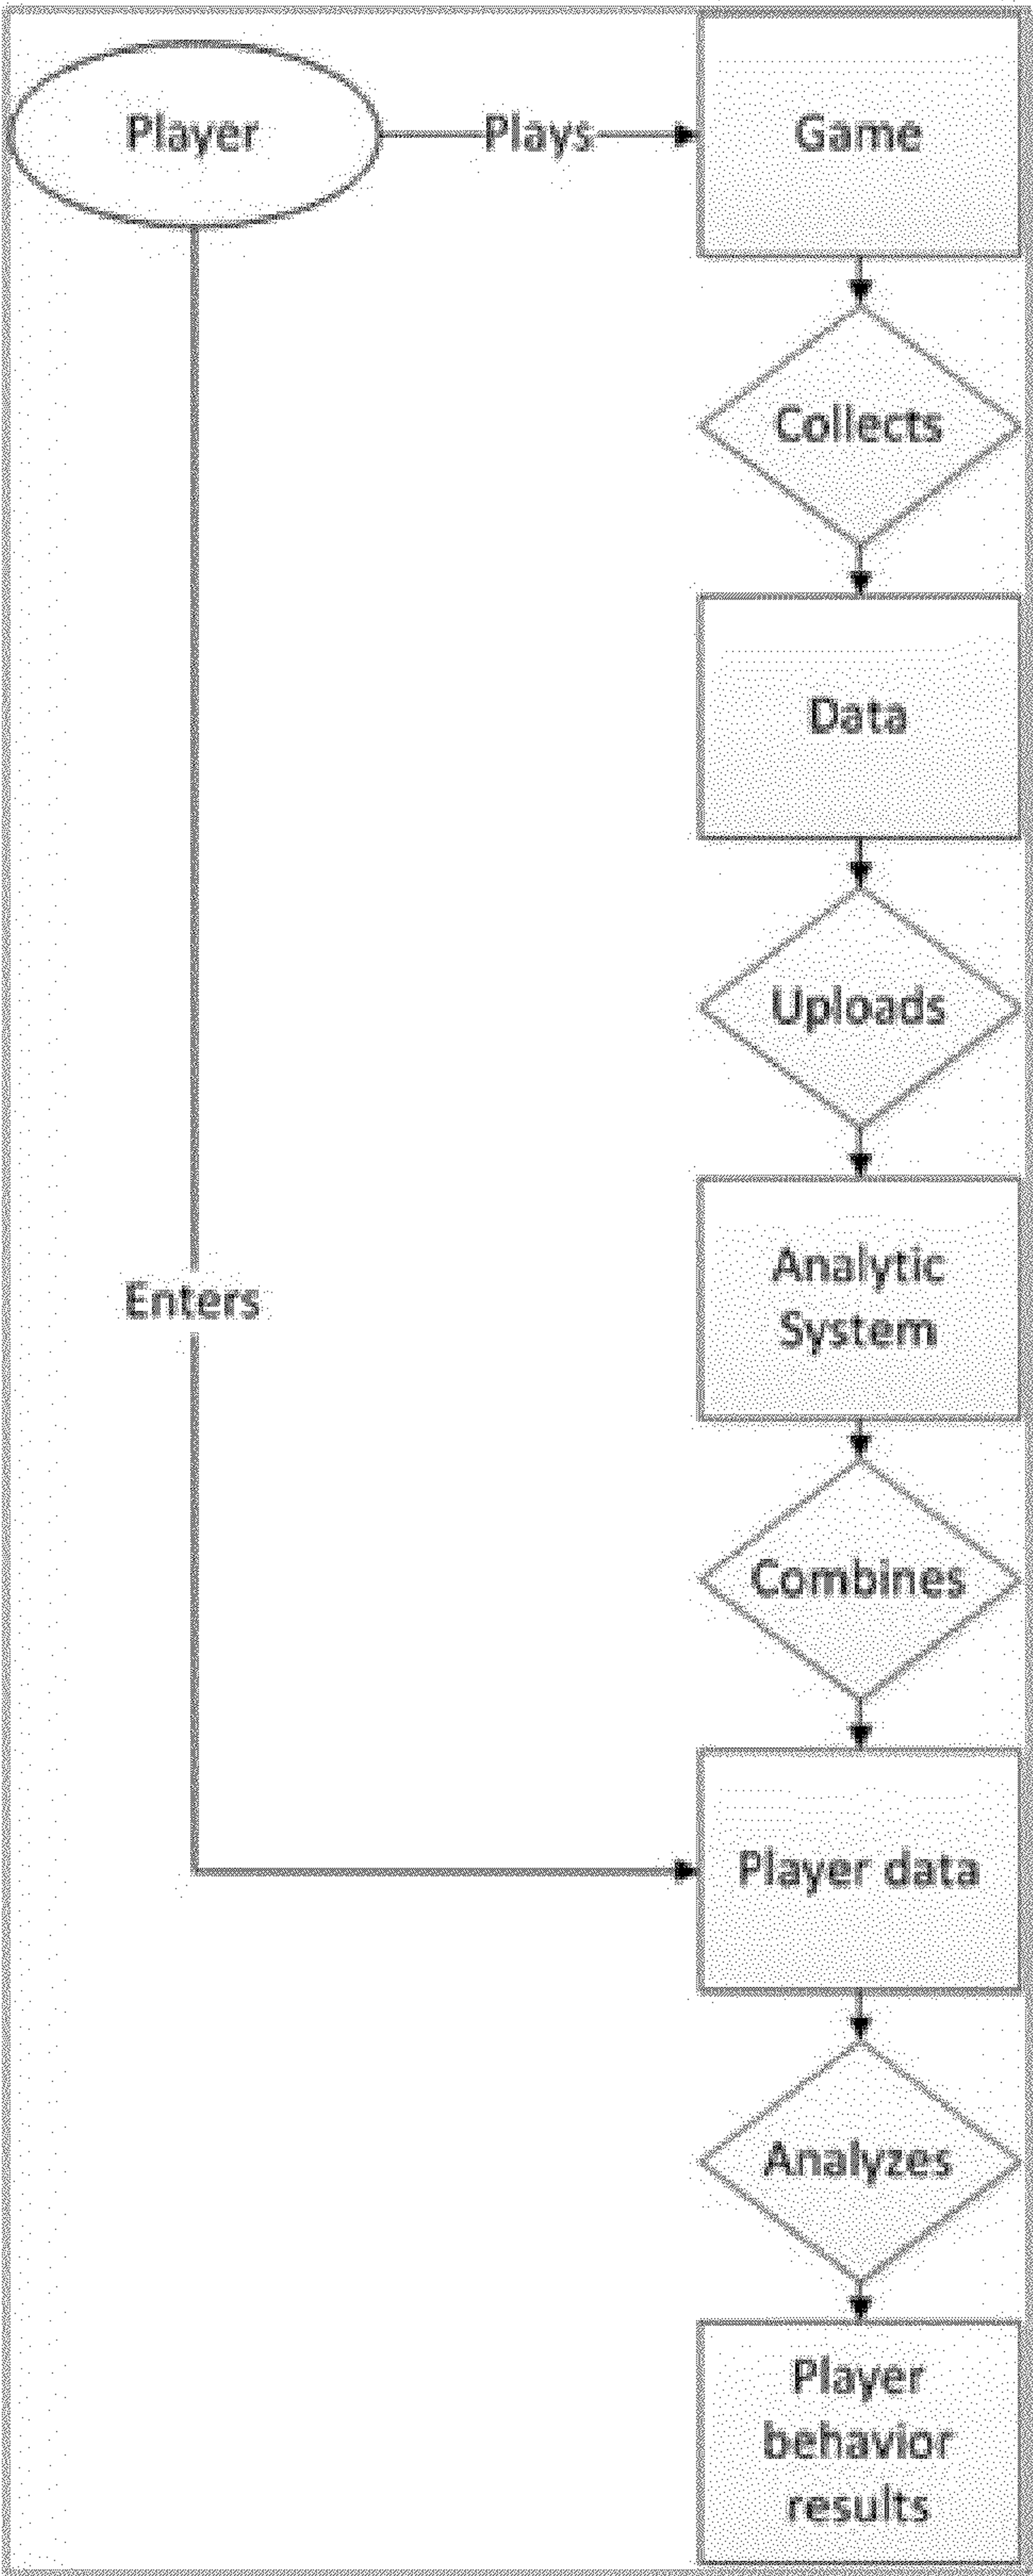 Player
Plays
Game
Collects
Data
Uploads
Analytic
System
Enters
Combines
Player data
Analyzes
Player
behavior
results